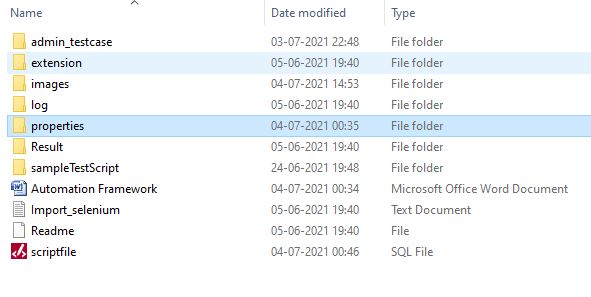 Name Date modified Type
admin_testcase 03-07-2021 22:48 File folder
extension 05-06-2021 19:40 File folder
images 04-07-2021 14:53 File folder
log 05-06-2021 19:40 File folder
properties 04-07-2021 00:35 File folder
Result 05-06-2021 19:40 File folder
sampleTestScript 24-06-2021 19:48 File folder
Automation Framework 04-07-2021 00:34 Microsoft Office Word Document
Import_selenium 05-06-2021 19:40 Text Document
Readme 05-06-2021 19:40 File
scriptfile 04-07-2021 00:46 SQL File